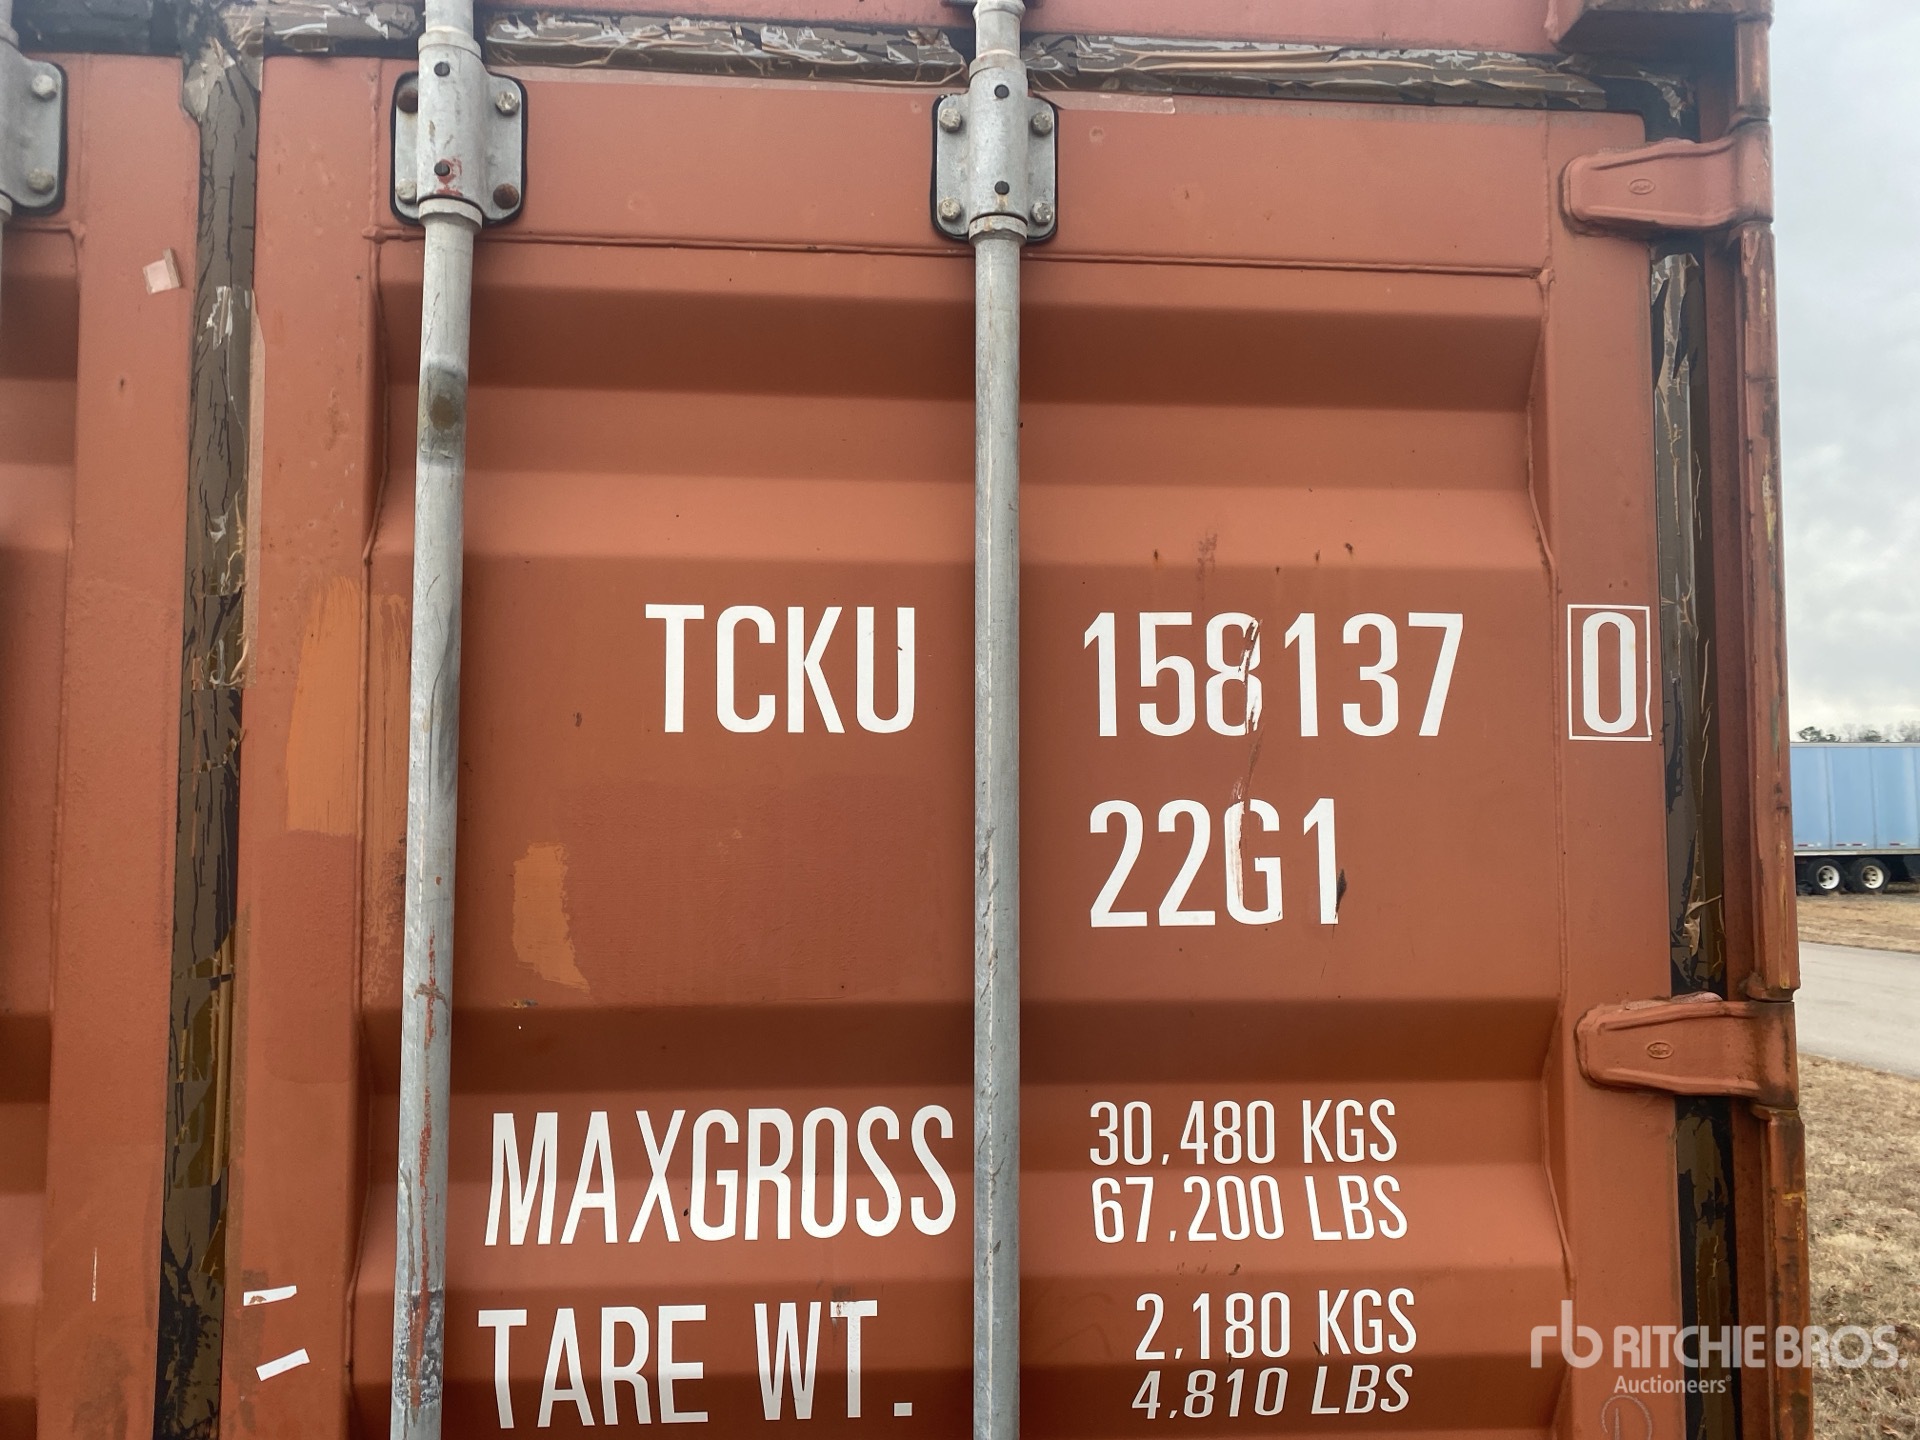 TCKU 158137 0
22G1
MAXGROSS 30,480 KGS
67,200 LBS
TARE WT. 2,180 KGS
4,810 LBS
rb RITCHIE BROS.
Auctioneers